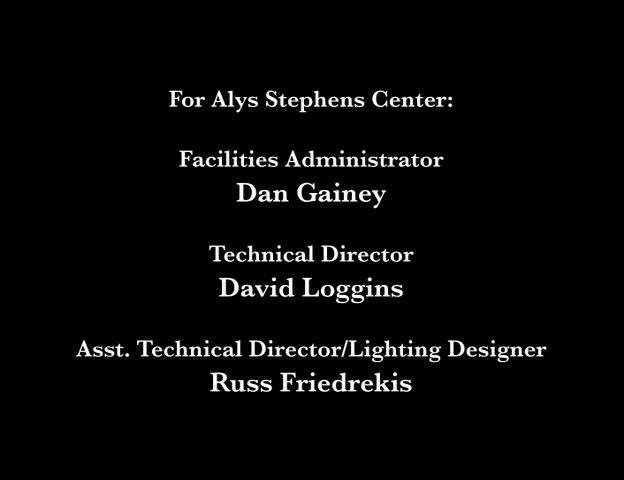 For Alys Stephens Center:
Facilities Administrator
Dan Gainey
Technical Director
David Loggins
Asst. Technical Director/Lighting Designer
Russ Friedrekis